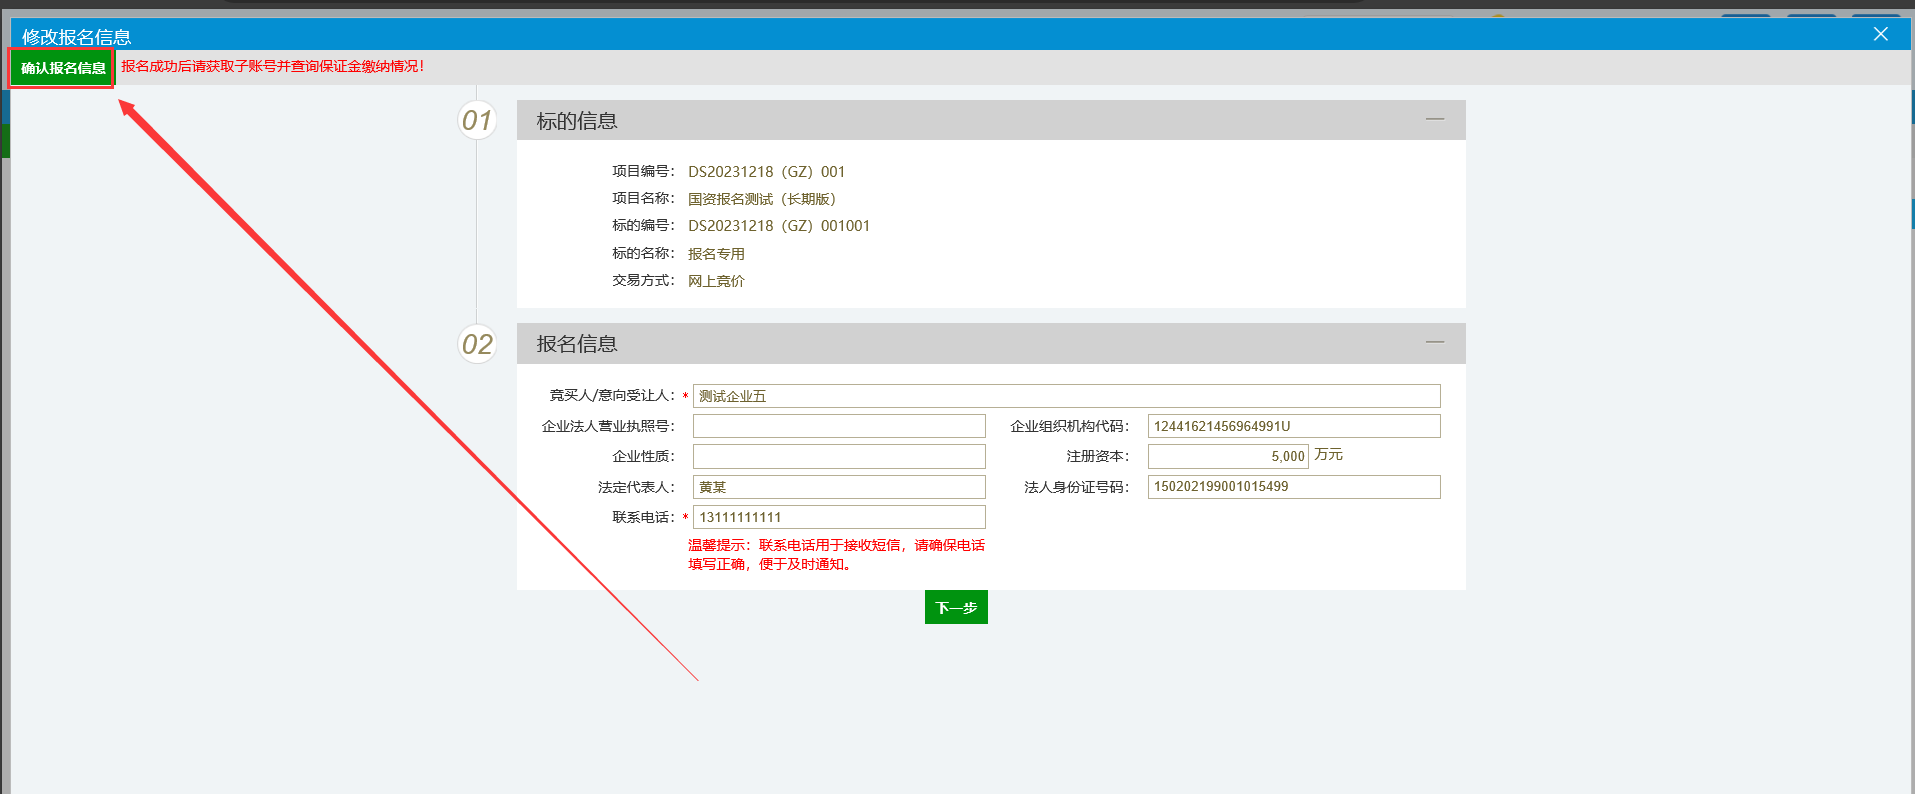 修改报名信息
确认报名信息 报名成功后请获取子账号并查询保证金缴纳情况！
01 标的信息
项目编号： DS20231218（GZ）001
项目名称： 国资报名测试（长期版）
标的编号： DS20231218（GZ）001001
标的名称： 报名专用
交易方式： 网上竞价
02 报名信息
竞买人/意向受让人：* 测试企业五
企业法人营业执照号： 企业组织机构代码： 12441621456964991U
企业性质： 注册资本： 5,000 万元
法定代表人： 黄某 法人身份证号码： 150202199001015499
联系电话：* 13111111111
温馨提示：联系电话用于接收短信，请确保电话
填写正确，便于及时通知。
下一步